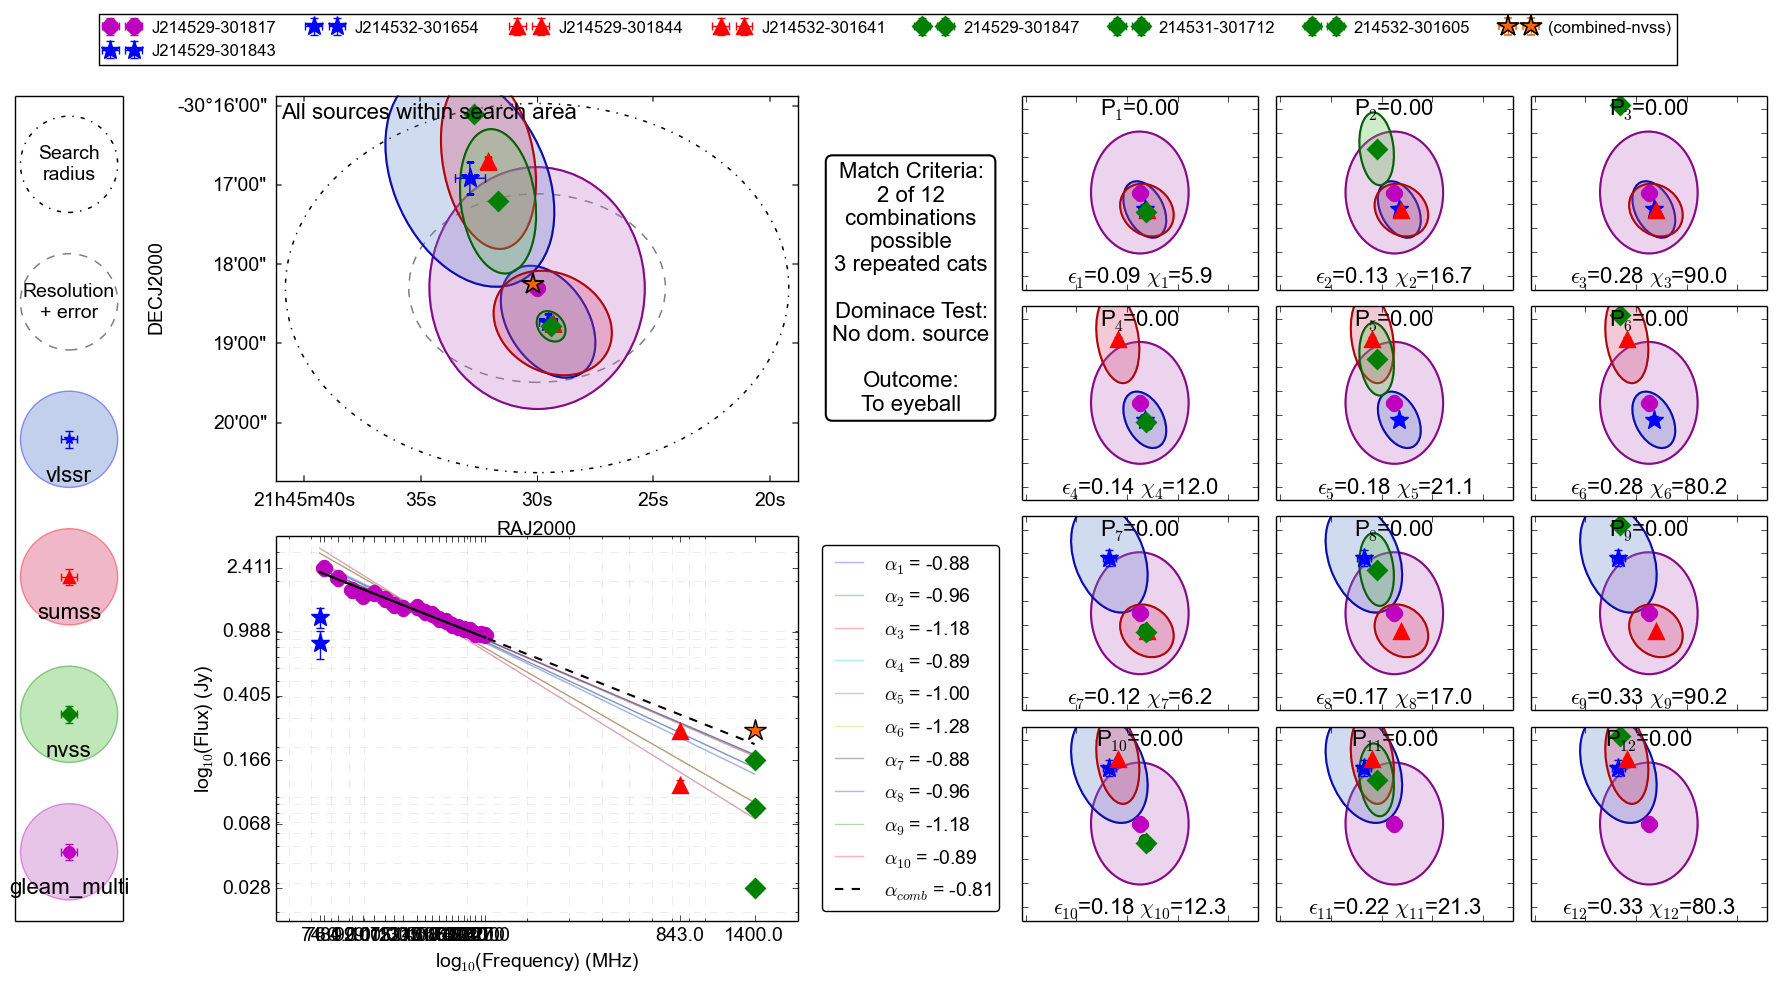 J214529-301817 J214532-301654 J214529-301844 J214532-301641 214529-301847 214531-301712 214532-301605 (combined-nvss)
J214529-301843
Search
radius
Resolution
+ error
vlssr
sumss
nvss
gleam_multi
All sources within search area
DECJ2000
-30°16'00"
17'00"
18'00"
19'00"
20'00"
21h45m40s 35s 30s 25s 20s
RAJ2000
Match Criteria:
2 of 12
combinations
possible
3 repeated cats
Dominace Test:
No dom. source
Outcome:
To eyeball
log10(Flux) (Jy)
2.411
0.988
0.405
0.166
0.068
0.028
843.0 1400.0
log10(Frequency) (MHz)
α1 = -0.88
α2 = -0.96
α3 = -1.18
α4 = -0.89
α5 = -1.00
α6 = -1.28
α7 = -0.88
α8 = -0.96
α9 = -1.18
α10 = -0.89
αcomb = -0.81
P1=0.00 P2=0.00 P3=0.00
ϵ1=0.09 χ1=5.9 ϵ2=0.13 χ2=16.7 ϵ3=0.28 χ3=90.0
P4=0.00 P5=0.00 P6=0.00
ϵ4=0.14 χ4=12.0 ϵ5=0.18 χ5=21.1 ϵ6=0.28 χ6=80.2
P7=0.00 P8=0.00 P9=0.00
ϵ7=0.12 χ7=6.2 ϵ8=0.17 χ8=17.0 ϵ9=0.33 χ9=90.2
P10=0.00 P11=0.00 P12=0.00
ϵ10=0.18 χ10=12.3 ϵ11=0.22 χ11=21.3 ϵ12=0.33 χ12=80.3